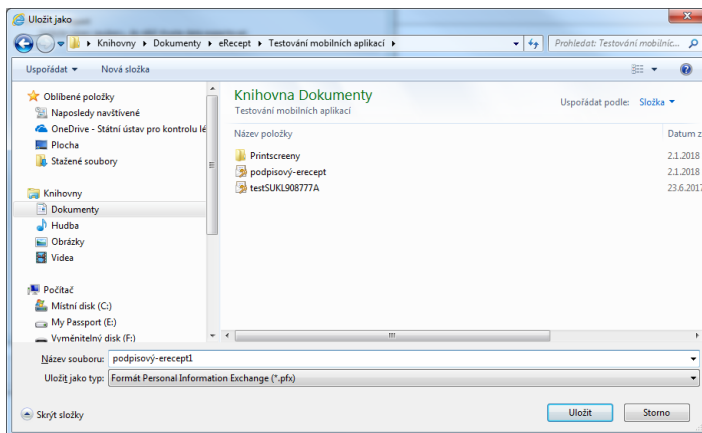 Uložit jako
Knihovny ▸ Dokumenty ▸ eRecept ▸ Testování mobilních aplikací ▸
Prohledat: Testování mobilnic...
Uspořádat
Nová složka
Oblíbené položky
Naposledy navštívené
OneDrive - Státní ústav pro kontrolu lé
Plocha
Stažené soubory
Knihovny
Dokumenty
Hudba
Obrázky
Videa
Počítač
Místní disk (C:)
My Passport (E:)
Vyměnitelný disk (F:)
Knihovna Dokumenty
Testování mobilních aplikací
Uspořádat podle: Složka
Název položky Datum z
Printscreeny 2.1.2018
podpisový-erecept 2.1.2018
testSUKL908777A 23.6.2017
Název souboru: podpisový-erecept1
Uložit jako typ: Formát Personal Information Exchange (*.pfx)
Skrýt složky
Uložit
Storno